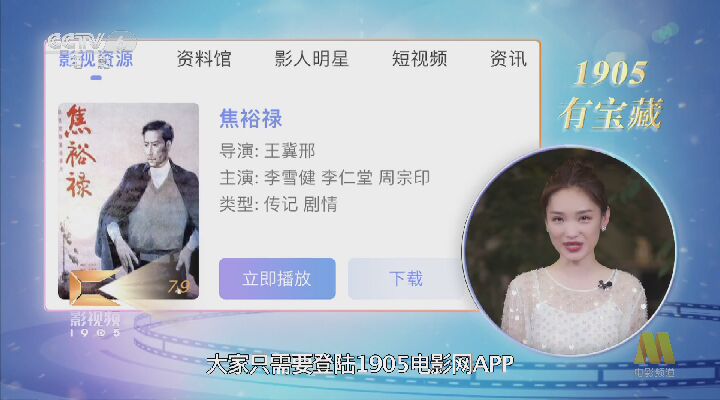 CCTV 6
影视资源
资料馆
影人明星
短视频
资讯
1905
有宝藏
焦裕禄
焦裕禄
导演: 王冀邢
主演: 李雪健 李仁堂 周宗印
类型: 传记 剧情
7.9
立即播放
下载
影视频
1905
大家只需要登陆1905电影网APP
电影频道